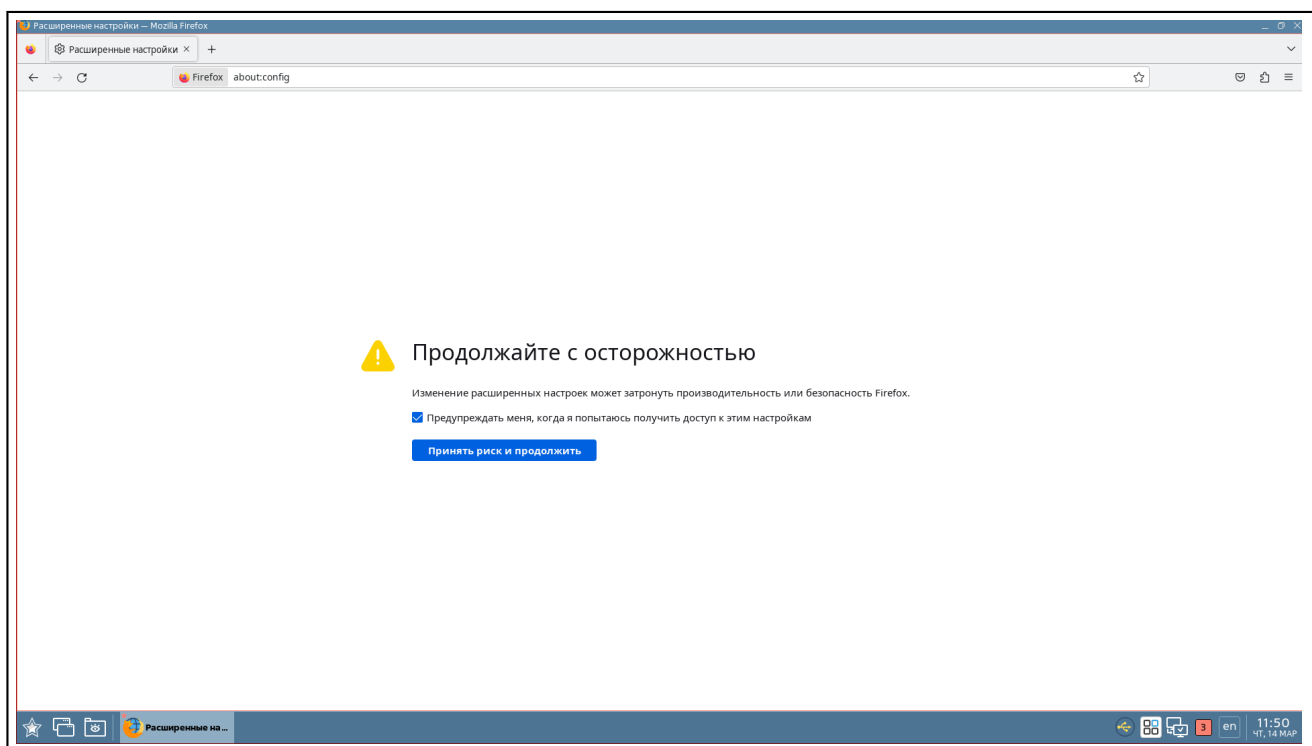 Расширенные настройки — Mozilla Firefox
Расширенные настройки
Firefox about:config
Продолжайте с осторожностью
Изменение расширенных настроек может затронуть производительность или безопасность Firefox.
Предупреждать меня, когда я попытаюсь получить доступ к этим настройкам
Принять риск и продолжить
Расширенные на ...
3 en 11:50
ЧТ, 14 МАР